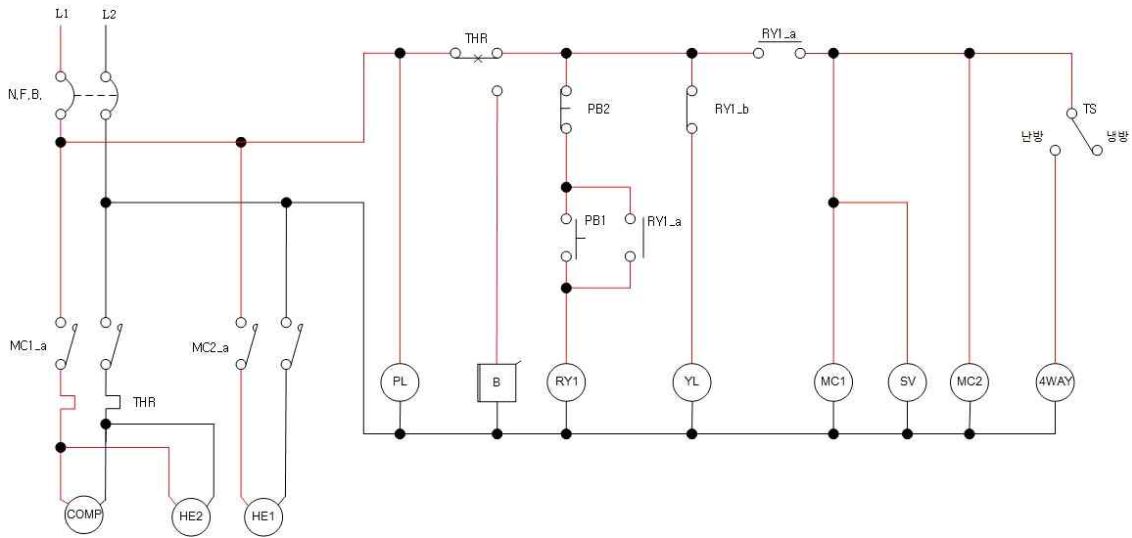 L1
L2
THR
RY1_a
N.F.B.
PB2
RY1_b
TS
난방
냉방
PB1
RY1_a
MC1_a
MC2_a
PL
B
RY1
YL
MC1
SV
MC2
4WAY
THR
COMP
HE2
HE1